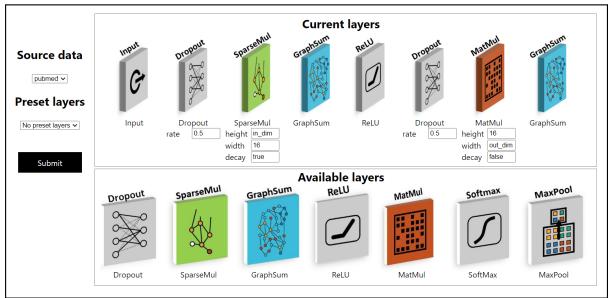 Source data
pubmed
Preset layers
No preset layers
Submit
Current layers
Input Dropout SparseMul GraphSum ReLU Dropout MatMul GraphSum
Input Dropout SparseMul GraphSum ReLU Dropout MatMul GraphSum
rate 0.5 height in_dim rate 0.5 height 16
width 16 width out_dim
decay true decay false
Available layers
Dropout SparseMul GraphSum ReLU MatMul Softmax MaxPool
Dropout SparseMul GraphSum ReLU MatMul SoftMax MaxPool